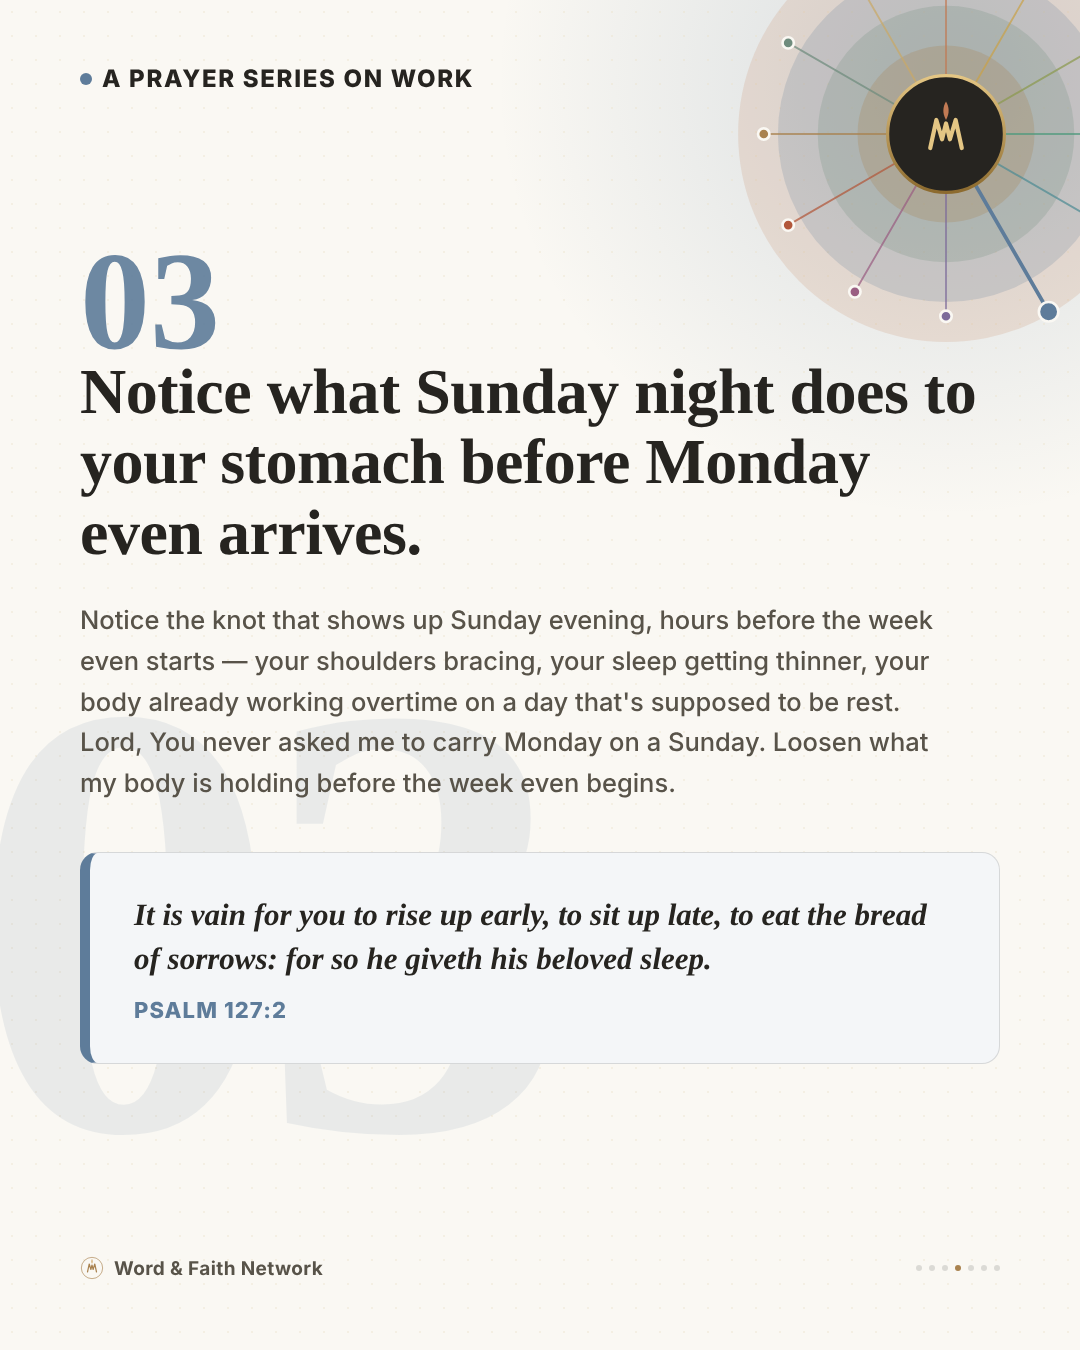 A PRAYER SERIES ON WORK
03
Notice what Sunday night does to
your stomach before Monday
even arrives.
Notice the knot that shows up Sunday evening, hours before the week
even starts — your shoulders bracing, your sleep getting thinner, your
body already working overtime on a day that's supposed to be rest.
Lord, You never asked me to carry Monday on a Sunday. Loosen what
my body is holding before the week even begins.
03
It is vain for you to rise up early, to sit up late, to eat the bread
of sorrows: for so he giveth his beloved sleep.
PSALM 127:2
Word & Faith Network